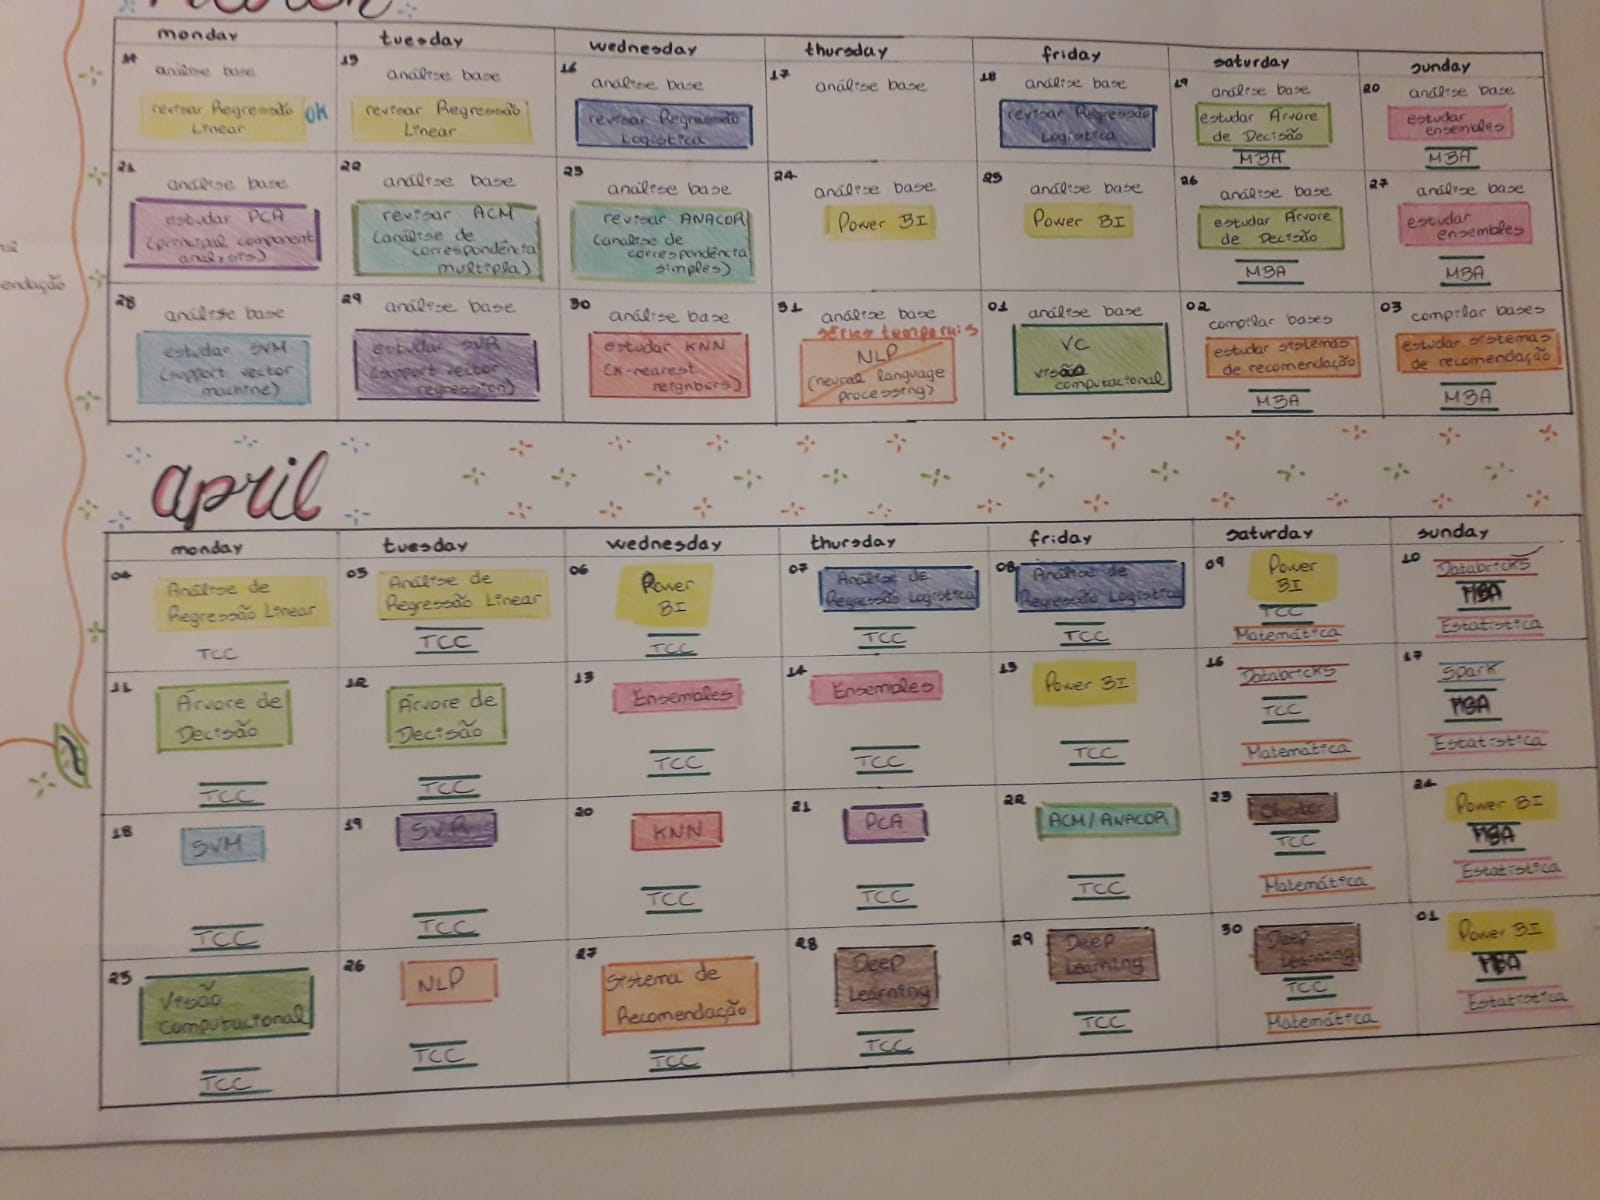 monday tuesday wednesday thursday friday saturday sunday
14 análise base
revisar Regressão OK
Linear
15 análise base
revisar Regressão
Linear
16 análise base
revisar Regressão
Logística
17 análise base
18 análise base
revisar Regressão
Logística
19 análise base
estudar Árvore
de Decisão
MBA
20 análise base
estudar
ensembles
MBA
21 análise base
estudar PCA
(principal component
analysis)
22 análise base
revisar ACM
(análise de
correspondência
multipla)
23 análise base
revisar ANACOR
(análise de
correspondência
simples)
24 análise base
Power BI
25 análise base
Power BI
26 análise base
estudar Árvore
de Decisão
MBA
27 análise base
estudar
ensembles
MBA
28 análise base
estudar SVM
(support vector
machine)
29 análise base
estudar SVR
(support vector
regression)
30 análise base
estudar KNN
(K-nearest
neighbors)
31 análise base
séries temporais
NLP
(neural language
processing)
01 análise base
VC
visão
computacional
02 compilar bases
estudar sistemas
de recomendação
MBA
03 compilar bases
estudar sistemas
de recomendação
MBA
endação
april
monday tuesday wednesday thursday friday saturday sunday
04 Análise de
Regressão Linear
TCC
05 Análise de
Regressão Linear
TCC
06 Power
BI
TCC
07 Análise de
Regressão Logística
TCC
08 Análise de
Regressão Logística
TCC
09 Power
BI
TCC
Matemática
10 Databricks
MBA
Estatística
11 Árvore de
Decisão
TCC
12 Árvore de
Decisão
TCC
13 Ensembles
TCC
14 Ensembles
TCC
15 Power BI
TCC
16 Databricks
TCC
Matemática
17 Spark
MBA
Estatística
18 SVM
TCC
19 SVR
TCC
20 KNN
TCC
21 PCA
TCC
22 ACM/ANACOR
TCC
23 Cluster
TCC
Matemática
24 Power BI
MBA
Estatística
25 Visão
Computacional
TCC
26 NLP
TCC
27 Sistema de
Recomendação
TCC
28 Deep
Learning
TCC
29 Deep
Learning
TCC
30 Deep
Learning
TCC
Matemática
01 Power BI
MBA
Estatística